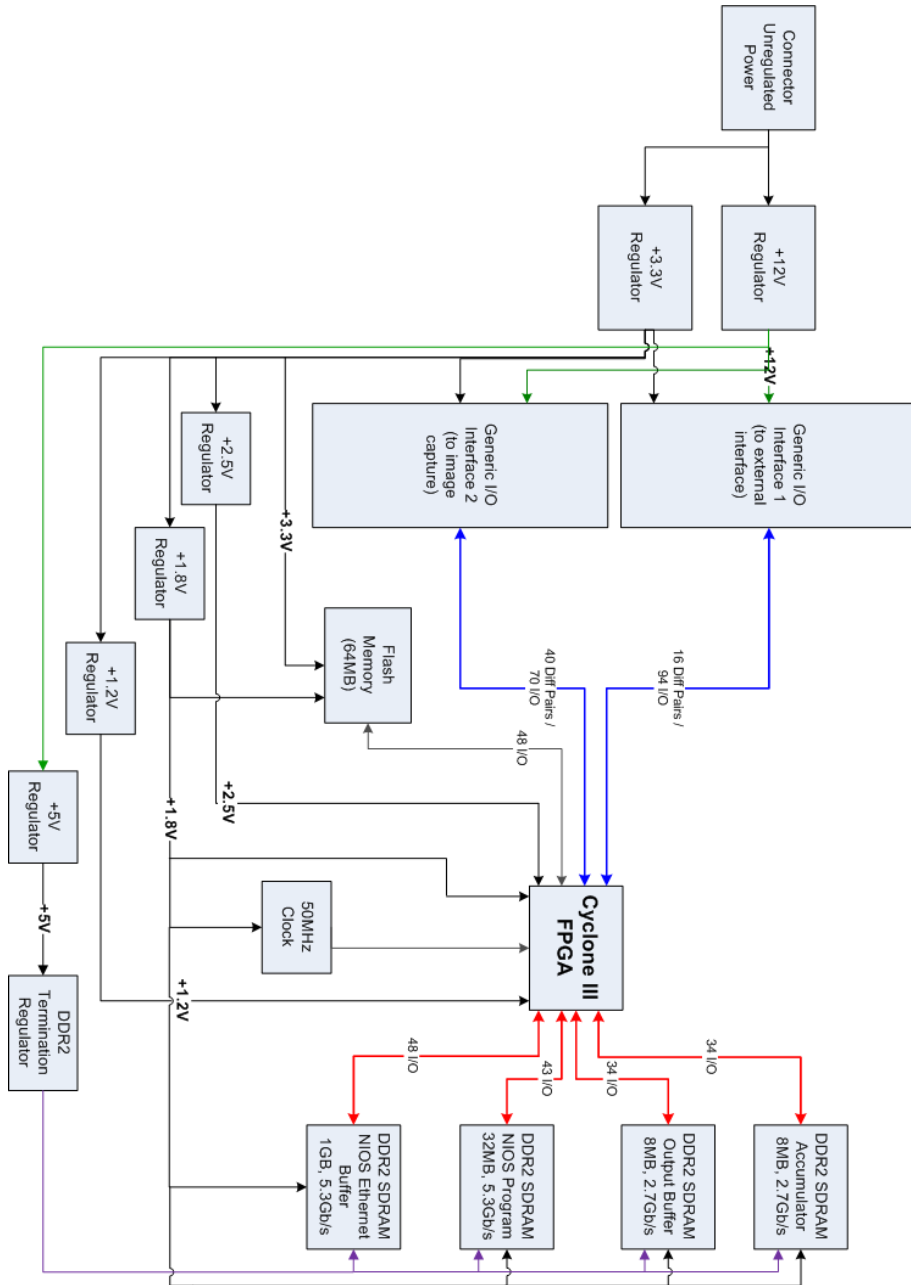 Connector
Unregulated
Power
+12V
Regulator
+3.3V
Regulator
+12V
Generic I/O
Interface 1
(to external
interface)
Generic I/O
Interface 2
(to image
capture)
+2.5V
Regulator
+1.8V
Regulator
+1.2V
Regulator
+5V
Regulator
+3.3V
Flash
Memory
(64MB)
16 Diff Pairs /
94 I/O
40 Diff Pairs /
70 I/O
48 I/O
+2.5V
+1.8V
+1.2V
+5V
50MHz
Clock
Cyclone III
FPGA
DDR2
Termination
Regulator
34 I/O
34 I/O
43 I/O
48 I/O
DDR2 SDRAM
Accumulator
8MB, 2.7Gb/s
DDR2 SDRAM
Output Buffer
8MB, 2.7Gb/s
DDR2 SDRAM
NIOS Program
32MB, 5.3Gb/s
DDR2 SDRAM
NIOS Ethernet
Buffer
1GB, 5.3Gb/s